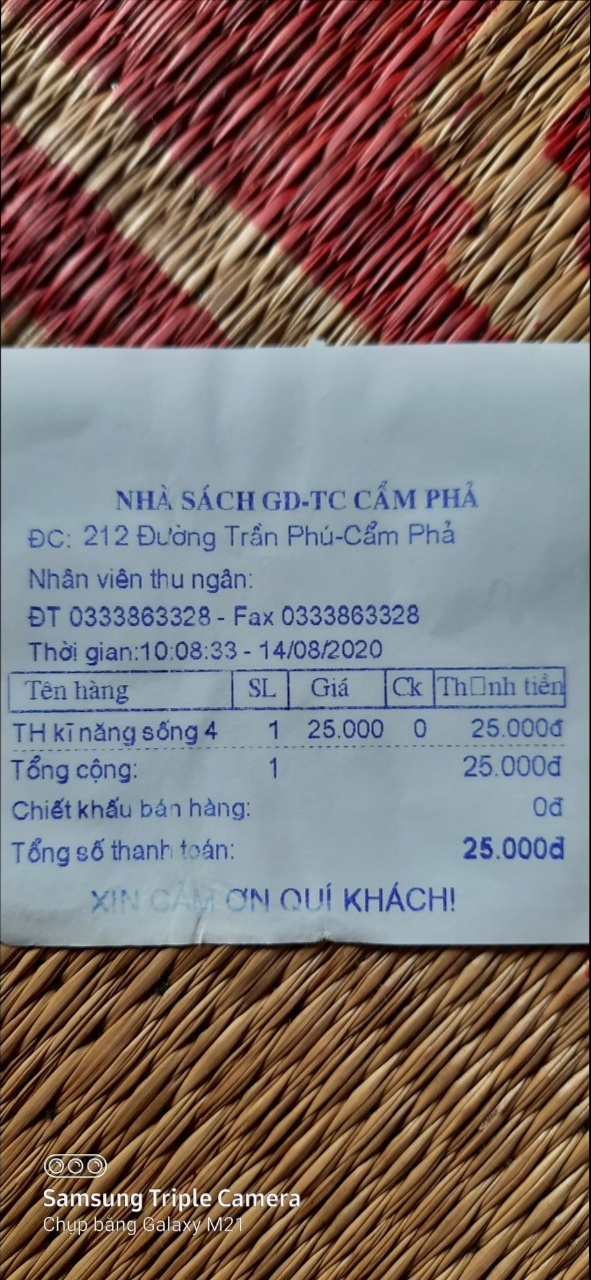 NHÀ SÁCH GD-TC CẨM PHẢ
ĐC: 212 Đường Trần Phú-Cẩm Phả
Nhân viên thu ngân:
ĐT 0333863328 - Fax 0333863328
Thời gian:10:08:33 - 14/08/2020
Tên hàng SL Giá Ck Th□nh tiền
TH kĩ năng sống 4 1 25.000 0 25.000đ
Tổng cộng: 1 25.000đ
Chiết khấu bán hàng: 0đ
Tổng số thanh toán: 25.000đ
XIN CẢM ƠN QUÍ KHÁCH!
Samsung Triple Camera
Chụp bằng Galaxy M21